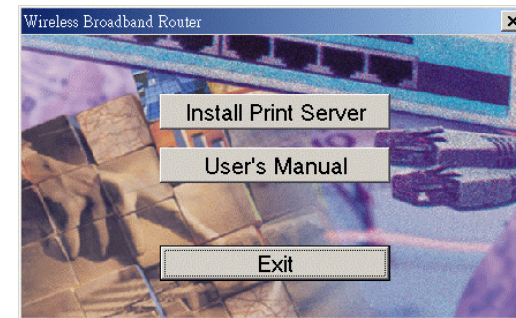 Wireless Broadband Router
Install Print Server
User's Manual
Exit